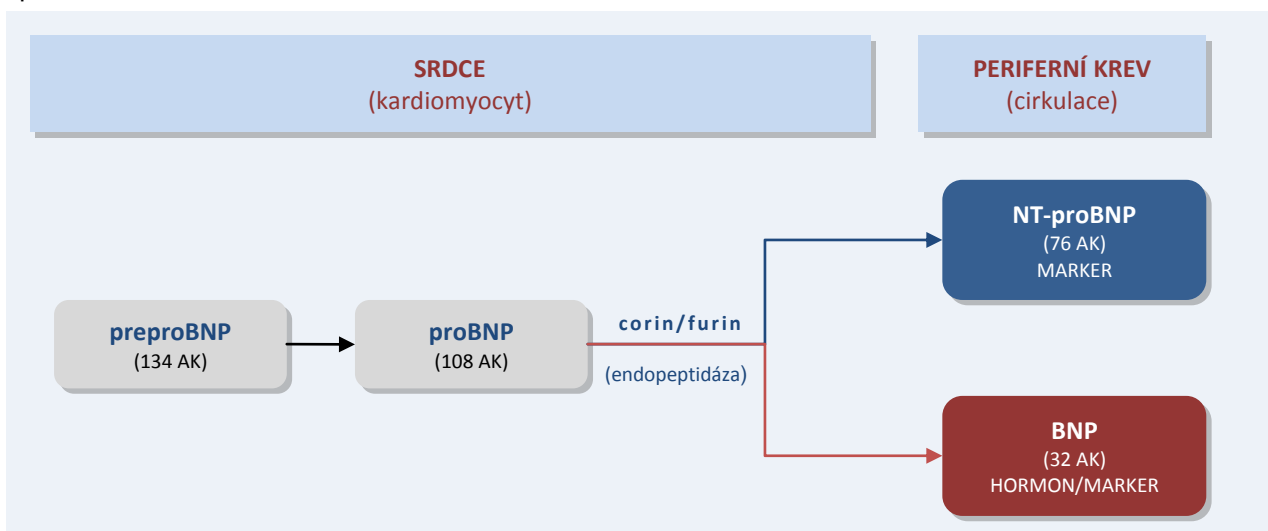 SRDCE
(kardiomyocyt)
PERIFERNÍ KREV
(cirkulace)
NT-proBNP
(76 AK)
MARKER
preproBNP
(134 AK)
proBNP
(108 AK)
corin/furin
(endopeptidáza)
BNP
(32 AK)
HORMON/MARKER